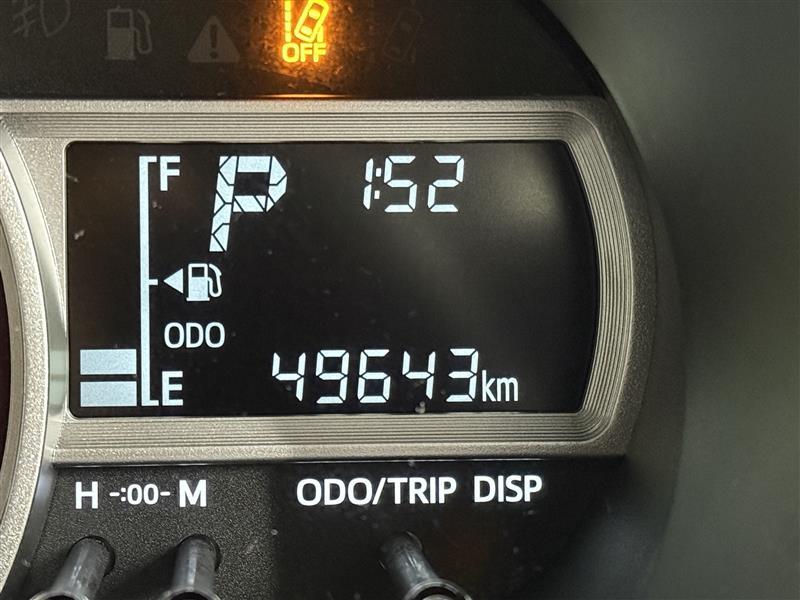 OFF
F P 1:52
ODO
E 49643km
H -:00- M ODO/TRIP DISP